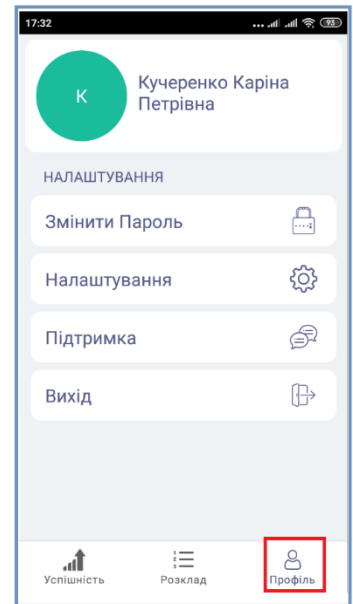 17:32
93
К
Кучеренко Каріна
Петрівна
НАЛАШТУВАННЯ
Змінити Пароль
Налаштування
Підтримка
Вихід
Успішність
Розклад
Профіль